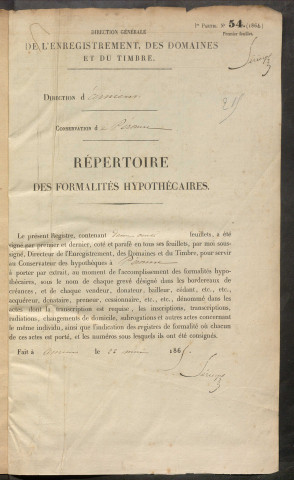 Iʳᵉ Partie. Nº 54. (1864.)
Premier feuillet.
DIRECTION GÉNÉRALE
DE L'ENREGISTREMENT, DES DOMAINES
ET DU TIMBRE.
DIRECTION d
CONSERVATION d
RÉPERTOIRE
DES FORMALITÉS HYPOTHÉCAIRES.
Le présent Registre, contenant feuillets, a été
signé par premier et dernier, coté et parafé en tous ses feuillets, par moi sous-
signé, Directeur de l'Enregistrement, des Domaines et du Timbre, pour servir
au Conservateur des hypothèques à
à porter par extrait, au moment de l'accomplissement des formalités hypo-
thécaires, sous le nom de chaque grevé désigné dans les bordereaux de
créances, et de chaque vendeur, donateur, bailleur, cédant, etc., etc.,
acquéreur, donataire, preneur, cessionnaire, etc., etc., dénommé dans les
actes dont la transcription est requise, les inscriptions, transcriptions,
radiations, changements de domicile, subrogations et autres actes concernant
le même individu, ainsi que l'indication des registres de formalité où chacun
de ces actes est porté, et les numéros sous lesquels ils ont été consignés.
Fait à le 186